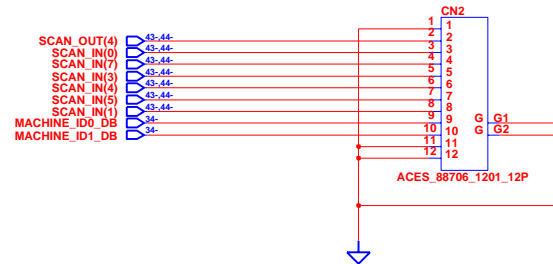 CN2
1 1
2 2
SCAN_OUT(4) 43-,44- 3 3
SCAN_IN(0) 43-,44- 4 4
SCAN_IN(7) 43-,44- 5 5
SCAN_IN(3) 43-,44- 6 6
SCAN_IN(4) 43-,44- 7 7
SCAN_IN(5) 43-,44- 8 8
SCAN_IN(1) 43-,44- 9 9 G G1
MACHINE_ID0_DB 34- 10 10 G G2
MACHINE_ID1_DB 34- 11 11
12 12
ACES_88706_1201_12P